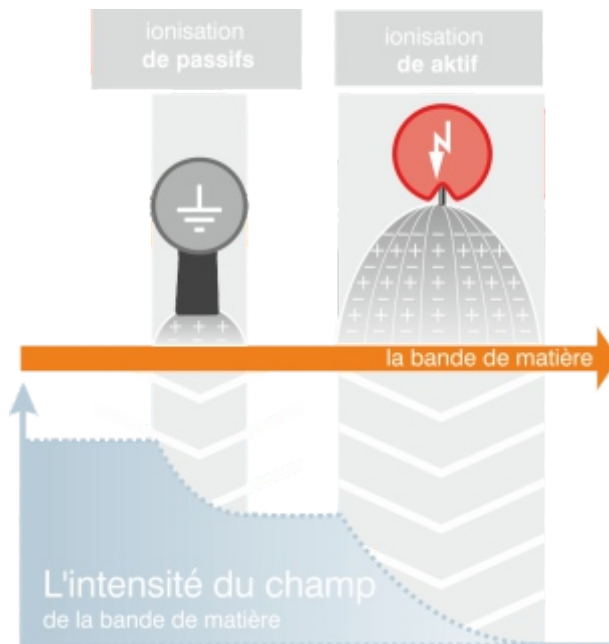 ionisation
de passifs
ionisation
de aktif
la bande de matière
L'intensité du champ
de la bande de matière